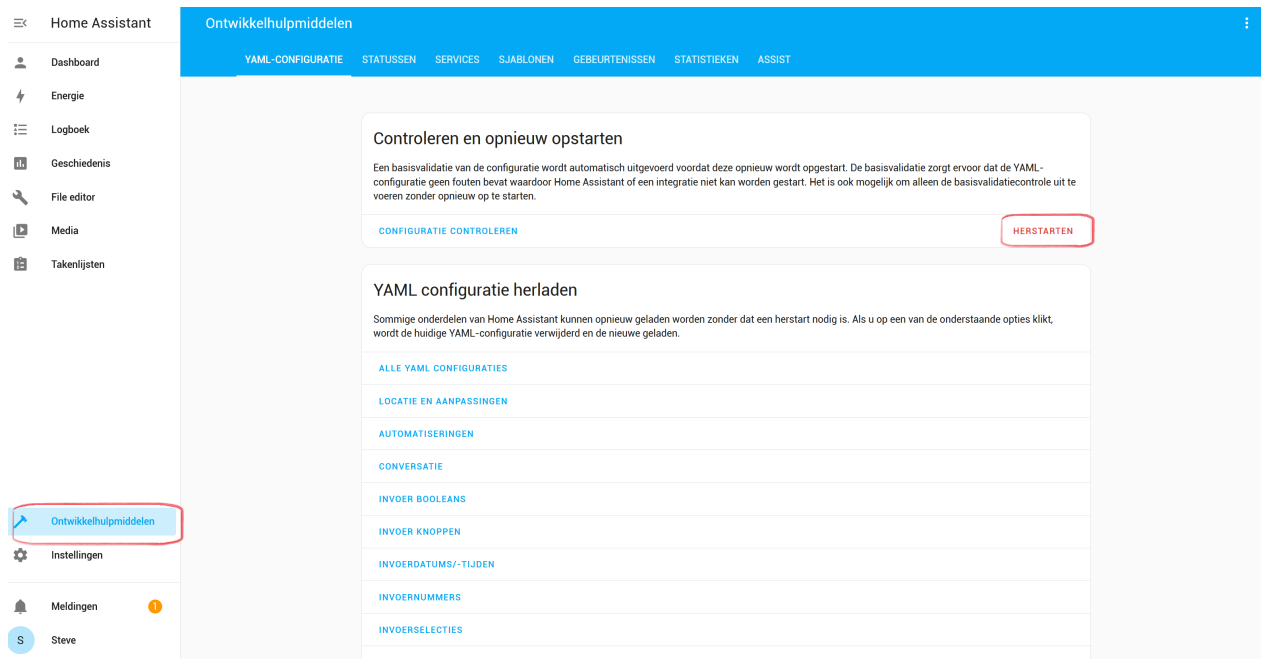 Home Assistant
Dashboard
Energie
Logboek
Geschiedenis
File editor
Media
Takenlijsten
Ontwikkelhulpmiddelen
Instellingen
Meldingen 1
S Steve
Ontwikkelhulpmiddelen
YAML-CONFIGURATIE STATUSSEN SERVICES SJABLONEN GEBEURTENISSEN STATISTIEKEN ASSIST
Controleren en opnieuw opstarten
Een basisvalidatie van de configuratie wordt automatisch uitgevoerd voordat deze opnieuw wordt opgestart. De basisvalidatie zorgt ervoor dat de YAML-
configuratie geen fouten bevat waardoor Home Assistant of een integratie niet kan worden gestart. Het is ook mogelijk om alleen de basisvalidatiecontrole uit te
voeren zonder opnieuw op te starten.
CONFIGURATIE CONTROLEREN HERSTARTEN
YAML configuratie herladen
Sommige onderdelen van Home Assistant kunnen opnieuw geladen worden zonder dat een herstart nodig is. Als u op een van de onderstaande opties klikt,
wordt de huidige YAML-configuratie verwijderd en de nieuwe geladen.
ALLE YAML CONFIGURATIES
LOCATIE EN AANPASSINGEN
AUTOMATISERINGEN
CONVERSATIE
INVOER BOOLEANS
INVOER KNOPPEN
INVOERDATUMS/-TIJDEN
INVOERNUMMERS
INVOERSELECTIES